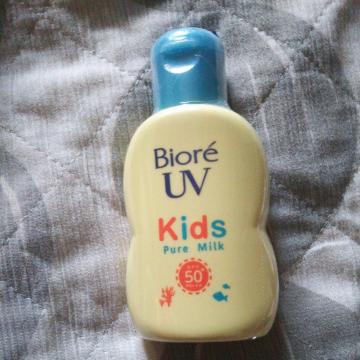 Bioré
UV
Kids
Pure Milk
50+